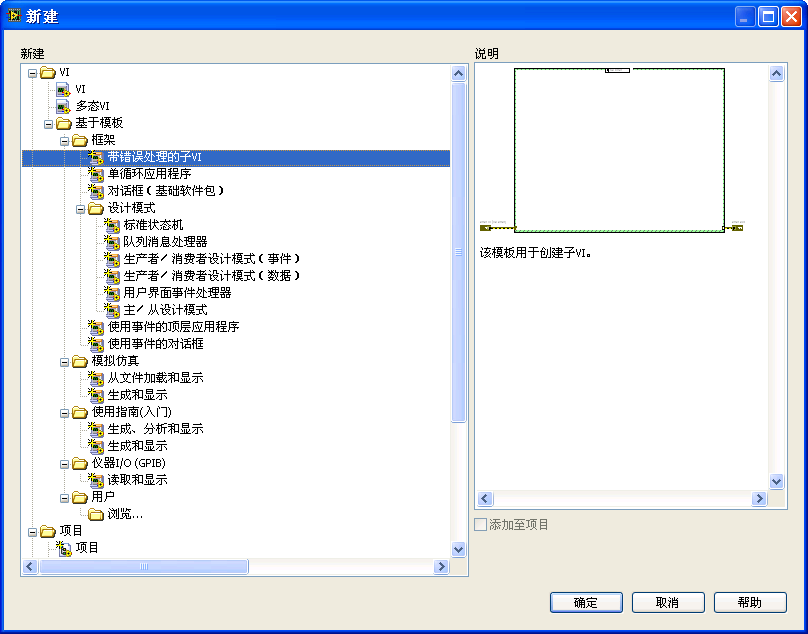 新建
新建
说明
VI
VI
多态VI
基于模板
框架
带错误处理的子VI
单循环应用程序
对话框(基础软件包)
设计模式
标准状态机
队列消息处理器
生产者/消费者设计模式(事件)
生产者/消费者设计模式(数据)
用户界面事件处理器
主/从设计模式
使用事件的顶层应用程序
使用事件的对话框
模拟仿真
从文件加载和显示
生成和显示
使用指南(入门)
生成、分析和显示
生成和显示
仪器I/O (GPIB)
读取和显示
用户
浏览...
项目
项目
该模板用于创建子VI。
添加至项目
确定
取消
帮助